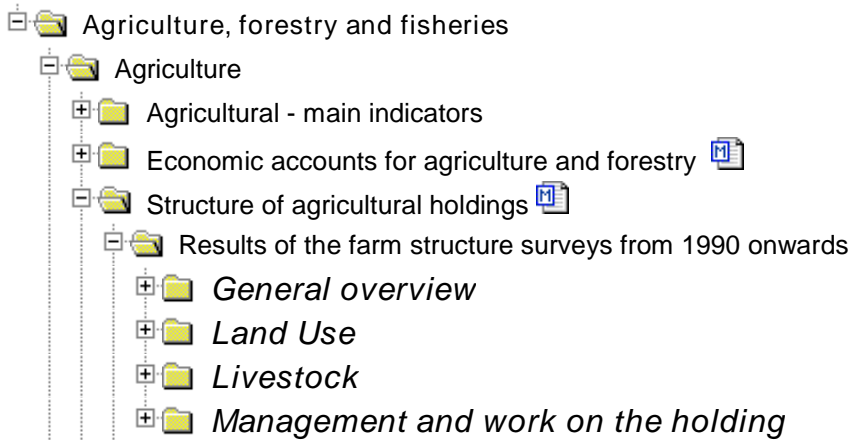 Agriculture, forestry and fisheries
Agriculture
Agricultural - main indicators
Economic accounts for agriculture and forestry M
Structure of agricultural holdings M
Results of the farm structure surveys from 1990 onwards
General overview
Land Use
Livestock
Management and work on the holding